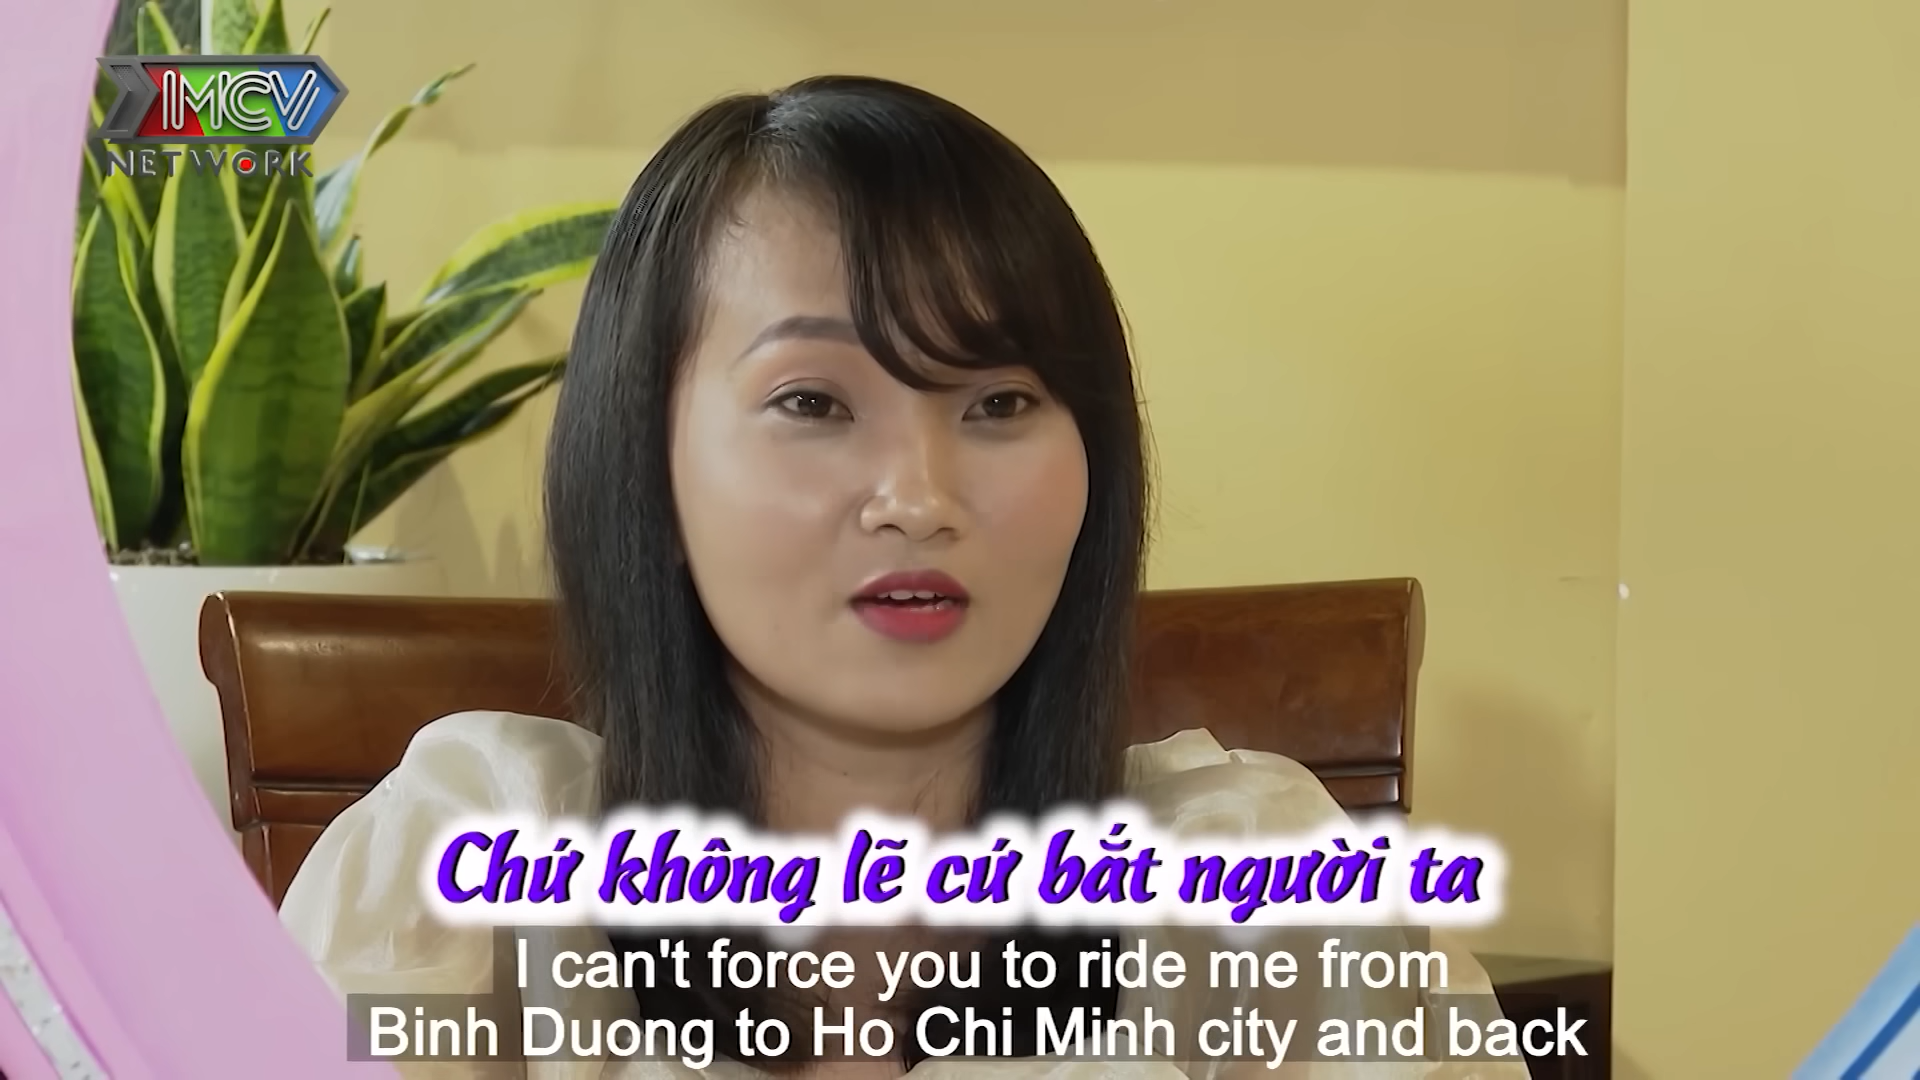 MCV
NETWORK
Chứ không lẽ cứ bắt người ta
I can't force you to ride me from
Binh Duong to Ho Chi Minh city and back